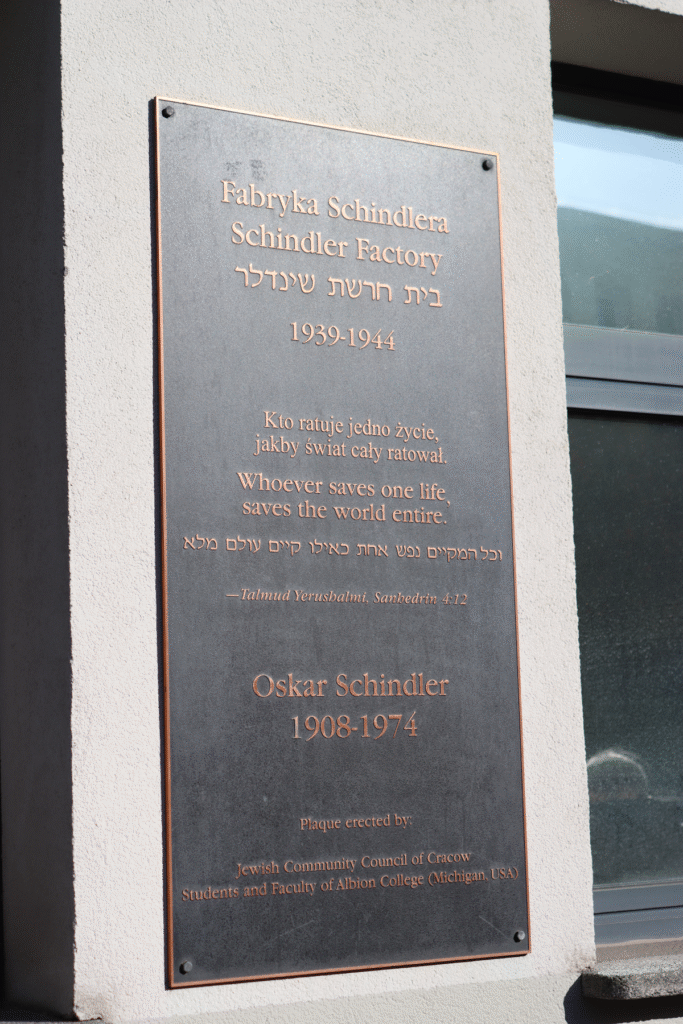 Fabryka Schindlera
Schindler Factory
בית חרשת שינדלר
1939-1944
Kto ratuje jedno życie,
jakby świat cały ratował.
Whoever saves one life,
saves the world entire.
וכל המקיים נפש אחת כאילו קיים עולם מלא
—Talmud Yerushalmi, Sanhedrin 4:12
Oskar Schindler
1908-1974
Plaque erected by:
Jewish Community Council of Cracow
Students and Faculty of Albion College (Michigan, USA)